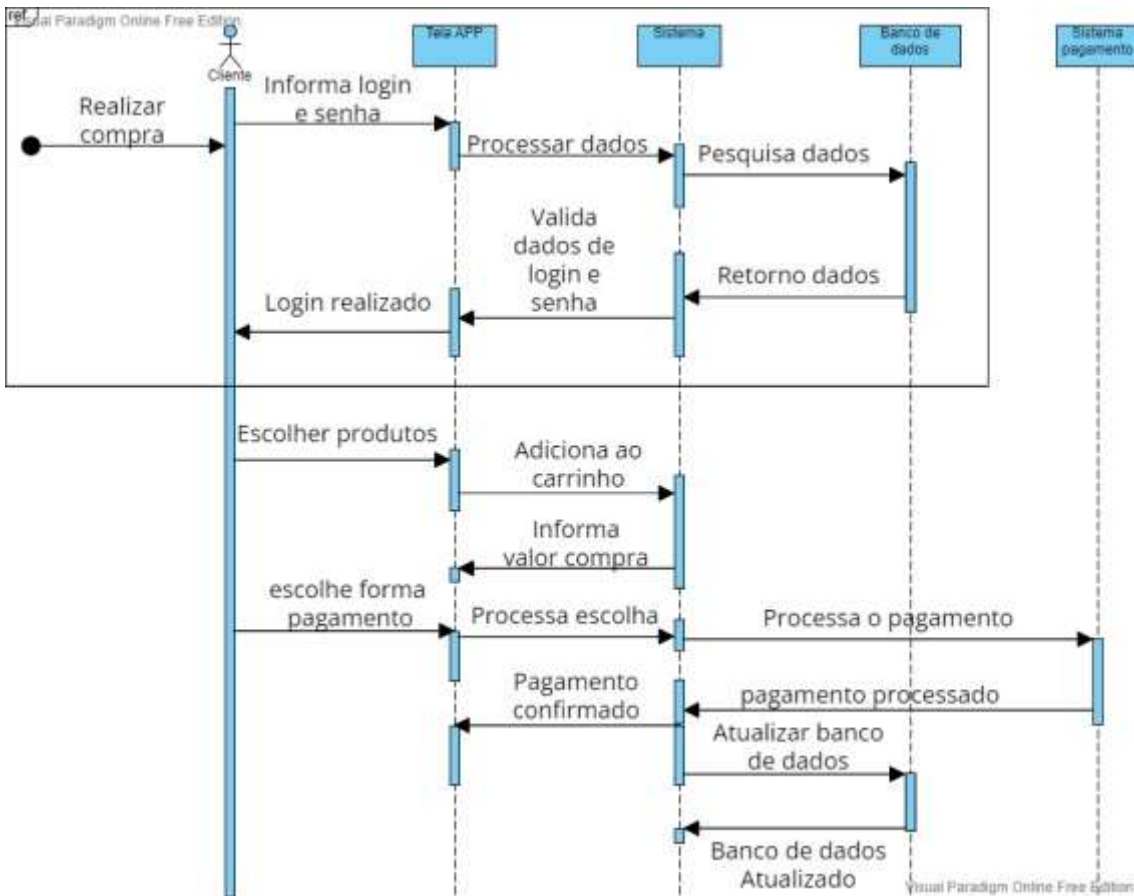 ref
Visual Paradigm Online Free Edition
Tela APP
Sistema
Banco de
dados
Sistema
pagamento
Cliente
Informa login
e senha
Realizar
compra
Processar dados
Pesquisa dados
Valida
dados de
login e
senha
Retorno dados
Login realizado
Escolher produtos
Adiciona ao
carrinho
Informa
valor compra
escolhe forma
pagamento
Processa escolha
Processa o pagamento
Pagamento
confirmado
pagamento processado
Atualizar banco
de dados
Banco de dados
Atualizado
Visual Paradigm Online Free Edition